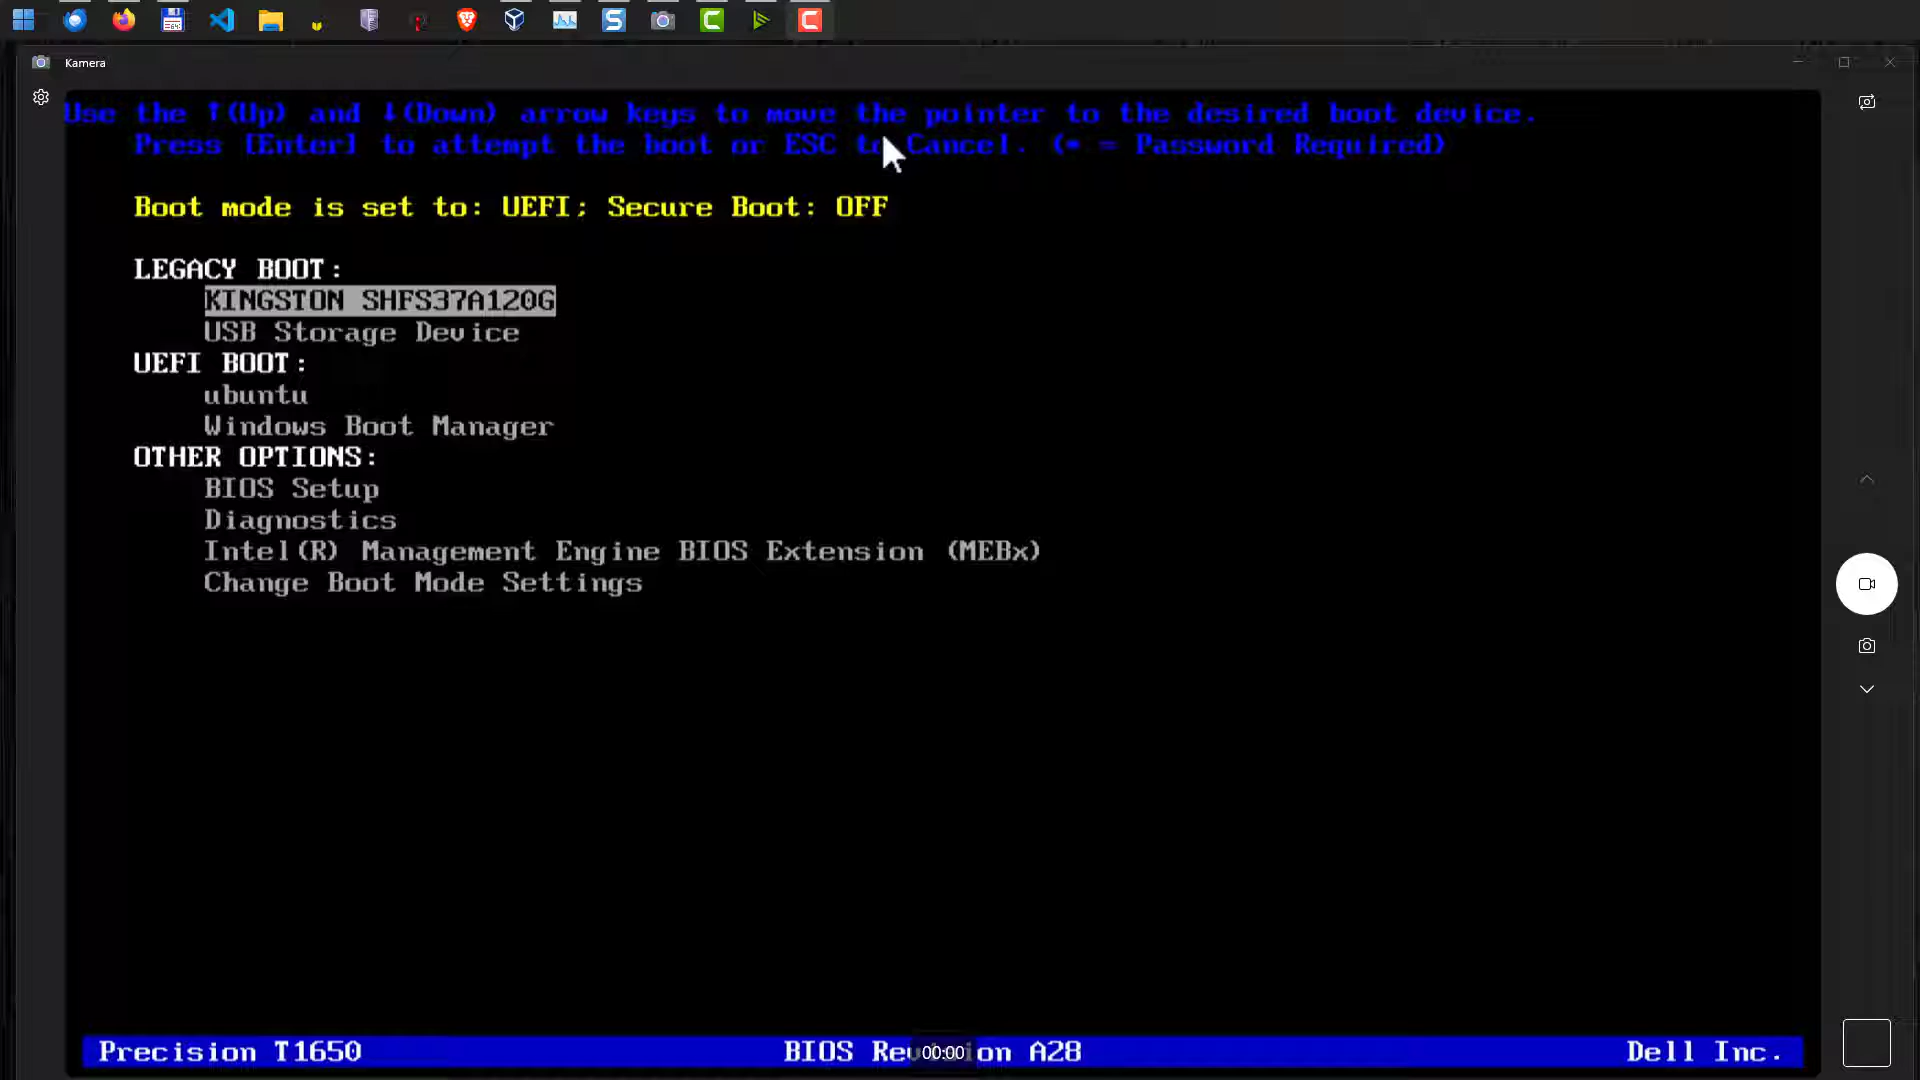 Kamera
Use the ↑(Up) and ↓(Down) arrow keys to move the pointer to the desired boot device.
Press [Enter] to attempt the boot or ESC to Cancel. (* = Password Required)
Boot mode is set to: UEFI; Secure Boot: OFF
LEGACY BOOT:
KINGSTON SHFS37A120G
USB Storage Device
UEFI BOOT:
ubuntu
Windows Boot Manager
OTHER OPTIONS:
BIOS Setup
Diagnostics
Intel(R) Management Engine BIOS Extension (MEBx)
Change Boot Mode Settings
Precision T1650 BIOS 00:00 A28 Dell Inc.